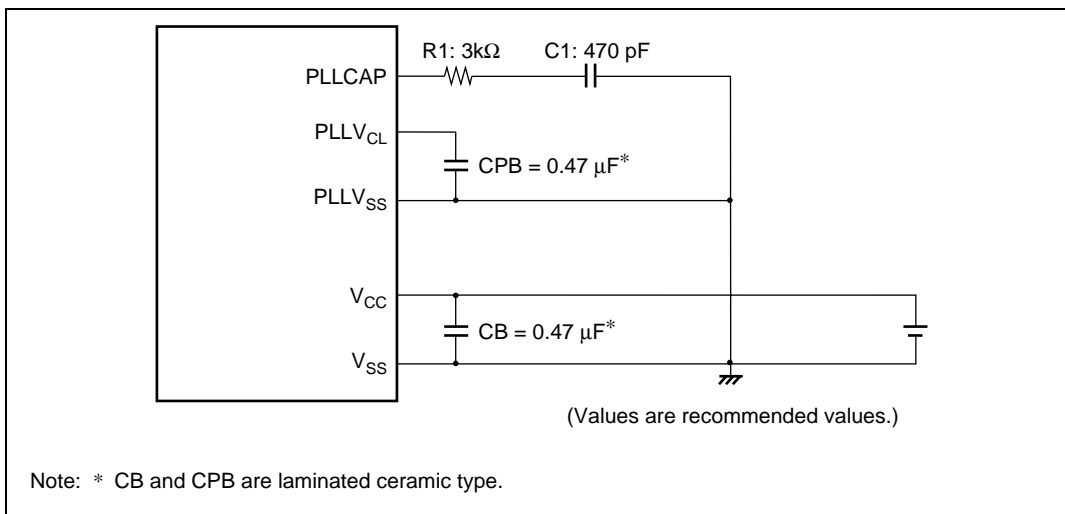 R1: 3kΩ C1: 470 pF
PLLCAP
PLLVCL
CPB = 0.47 μF*
PLLVSS
VCC
CB = 0.47 μF*
VSS
(Values are recommended values.)
Note: * CB and CPB are laminated ceramic type.